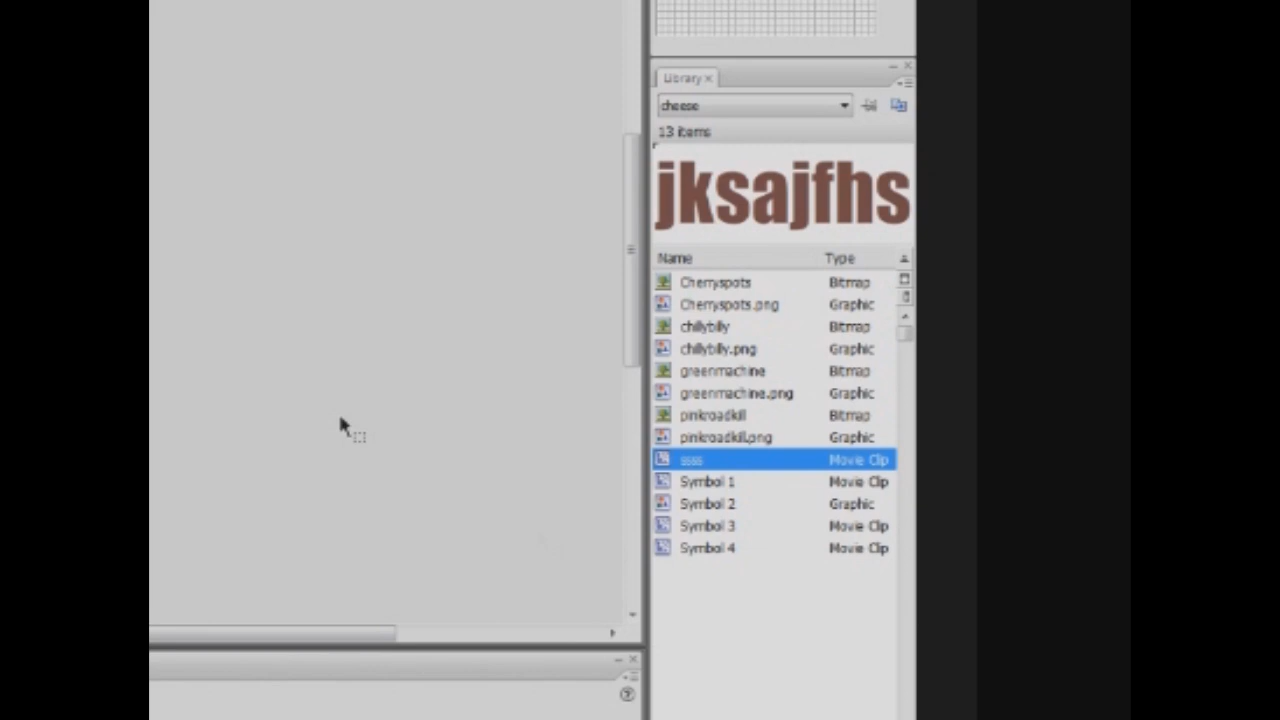 Library
cheese
13 items
jksajfhs
Name Type
Cherryspots Bitmap
Cherryspots.png Graphic
chillybilly Bitmap
chillybilly.png Graphic
greenmachine Bitmap
greenmachine.png Graphic
pinkroadkill Bitmap
pinkroadkill.png Graphic
ssss Movie Clip
Symbol 1 Movie Clip
Symbol 2 Graphic
Symbol 3 Movie Clip
Symbol 4 Movie Clip